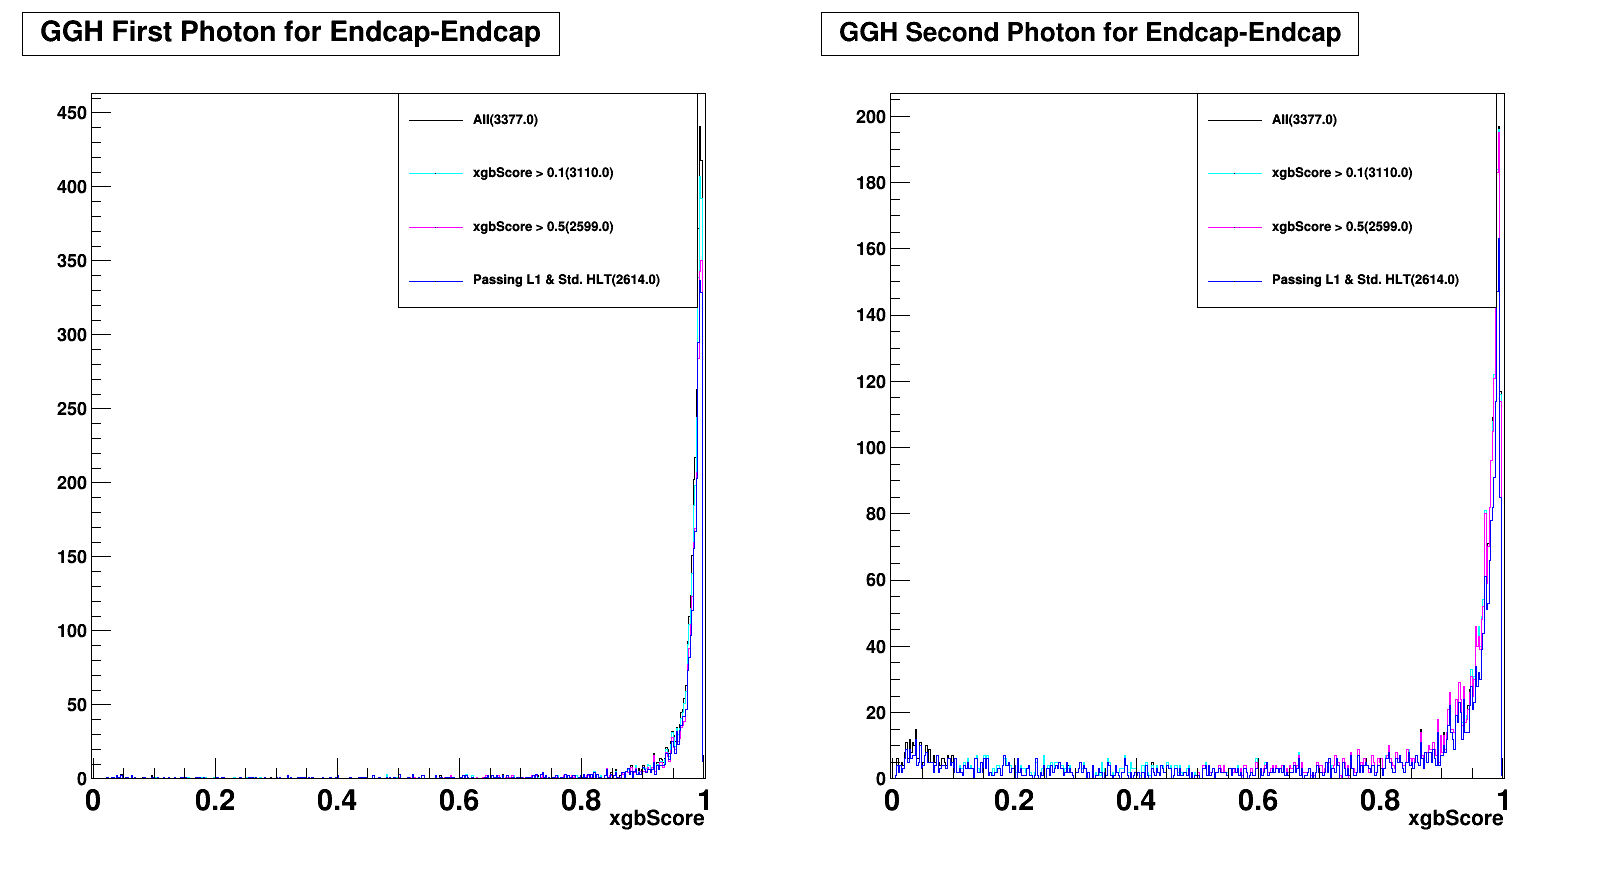 GGH First Photon for Endcap-Endcap
450
400
350
300
250
200
150
100
50
0
All(3377.0)
xgbScore > 0.1(3110.0)
xgbScore > 0.5(2599.0)
Passing L1 & Std. HLT(2614.0)
0 0.2 0.4 0.6 0.8 1
xgbScore
GGH Second Photon for Endcap-Endcap
200
180
160
140
120
100
80
60
40
20
0
All(3377.0)
xgbScore > 0.1(3110.0)
xgbScore > 0.5(2599.0)
Passing L1 & Std. HLT(2614.0)
0 0.2 0.4 0.6 0.8 1
xgbScore